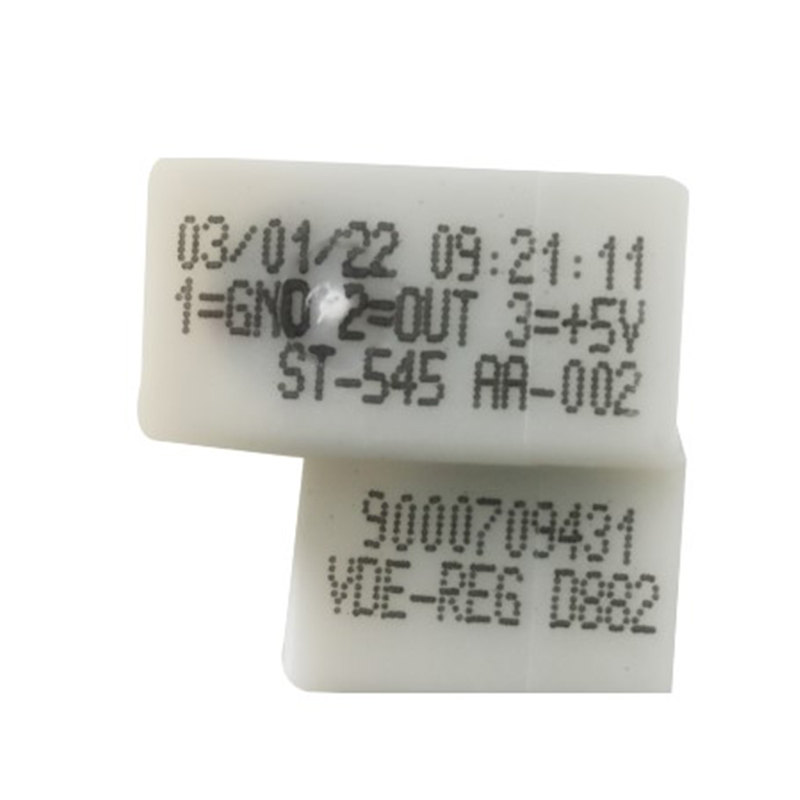 03/01/22 09:21:11
1=GND 2=OUT 3=+5V
ST-545 AA-002
9000709431
VDE-REG D882